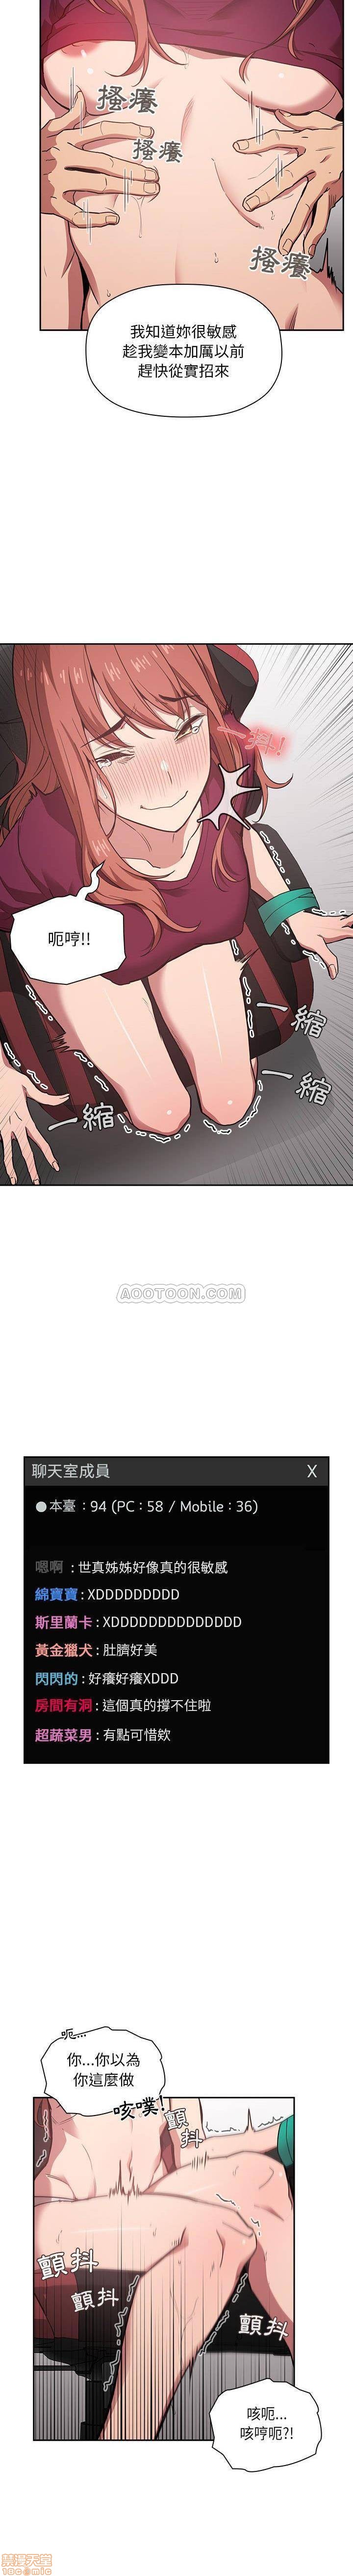 搔癢
搔癢
搔癢
我知道妳很敏感
趁我變本加厲以前
趕快從實招來
一抖!
呃哼!!
一縮
一縮
一縮
AOOTOON.COM
聊天室成員 X
●本臺：94 (PC：58 / Mobile：36)
嗯啊：世真姊姊好像真的很敏感
綿寶寶：XDDDDDDDDD
斯里蘭卡：XDDDDDDDDDDDDDD
黃金獵犬：肚臍好美
閃閃的：好癢好癢XDDD
房間有洞：這個真的撐不住啦
超蔬菜男：有點可惜欸
呃...
你...你以為
你這麼做
咳噗!
顫抖
顫抖
顫抖
顫抖
咳呃...
咳哼呃?!